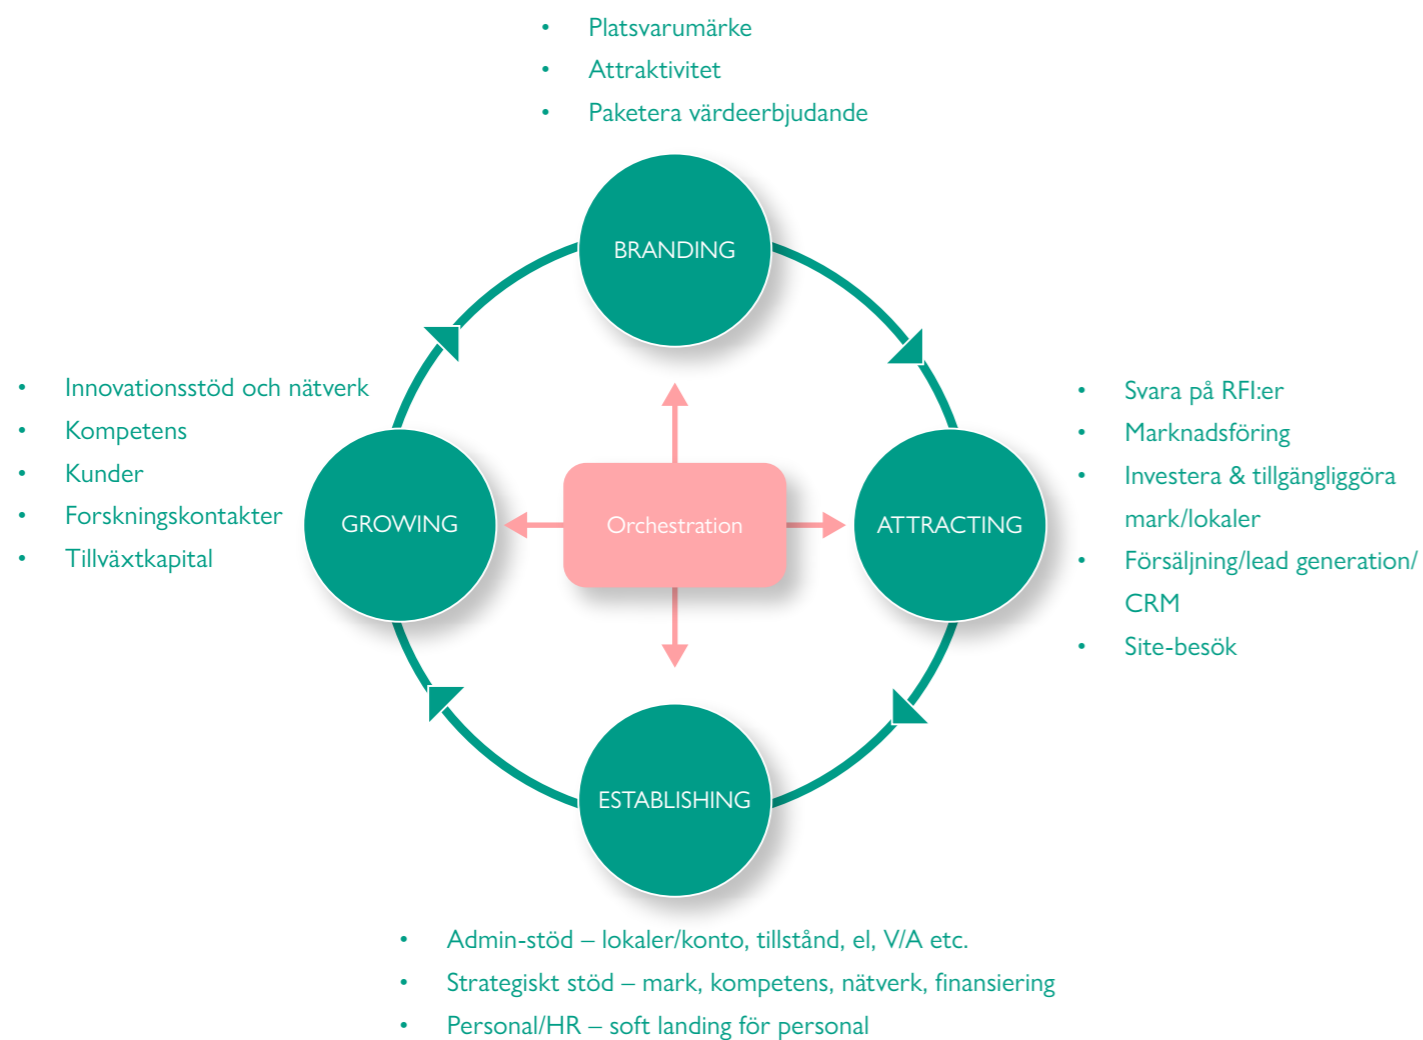 • Platsvarumärke
• Attraktivitet
• Paketera värdeerbjudande
BRANDING
• Innovationsstöd och nätverk
• Kompetens
• Kunder
• Forskningskontakter
• Tillväxtkapital
GROWING
Orchestration
ATTRACTING
• Svara på RFI:er
• Marknadsföring
• Investera & tillgängliggöra
mark/lokaler
• Försäljning/lead generation/
CRM
• Site-besök
ESTABLISHING
• Admin-stöd – lokaler/konto, tillstånd, el, V/A etc.
• Strategiskt stöd – mark, kompetens, nätverk, finansiering
• Personal/HR – soft landing för personal